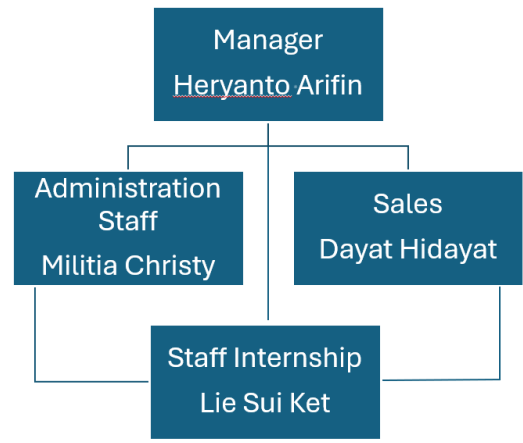 Manager
Heryanto Arifin
Administration
Staff
Militia Christy
Sales
Dayat Hidayat
Staff Internship
Lie Sui Ket